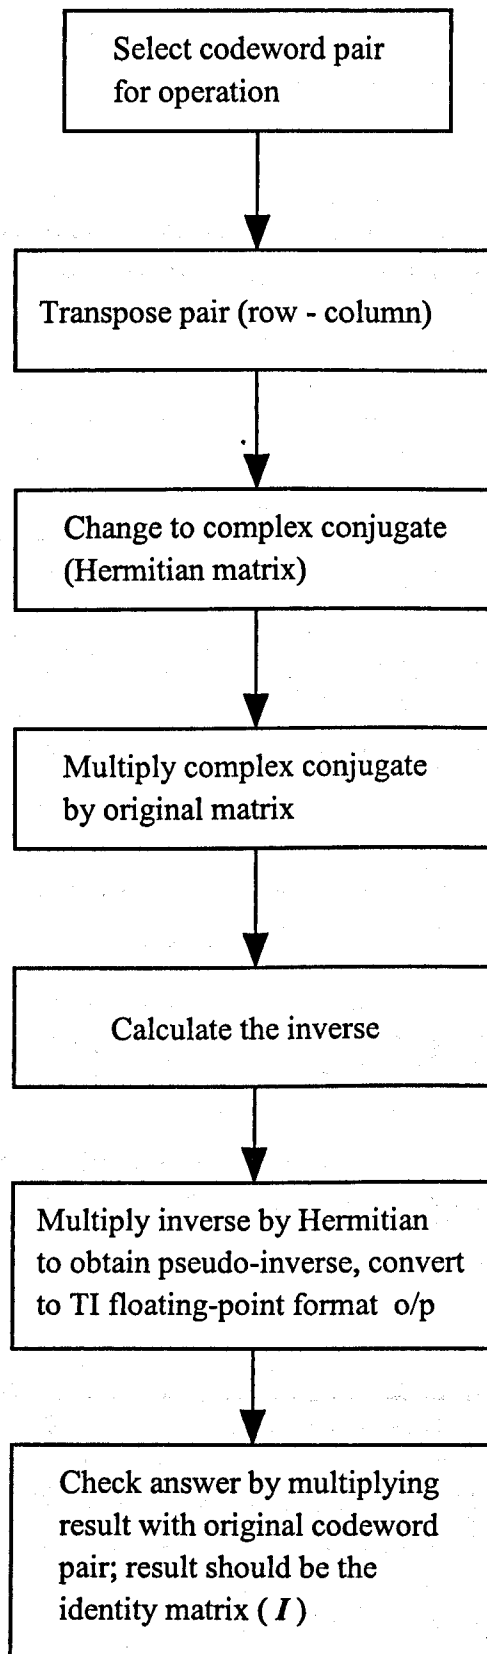 Select codeword pair
for operation
Transpose pair (row - column)
Change to complex conjugate
(Hermitian matrix)
Multiply complex conjugate
by original matrix
Calculate the inverse
Multiply inverse by Hermitian
to obtain pseudo-inverse, convert
to TI floating-point format o/p
Check answer by multiplying
result with original codeword
pair; result should be the
identity matrix ( I )